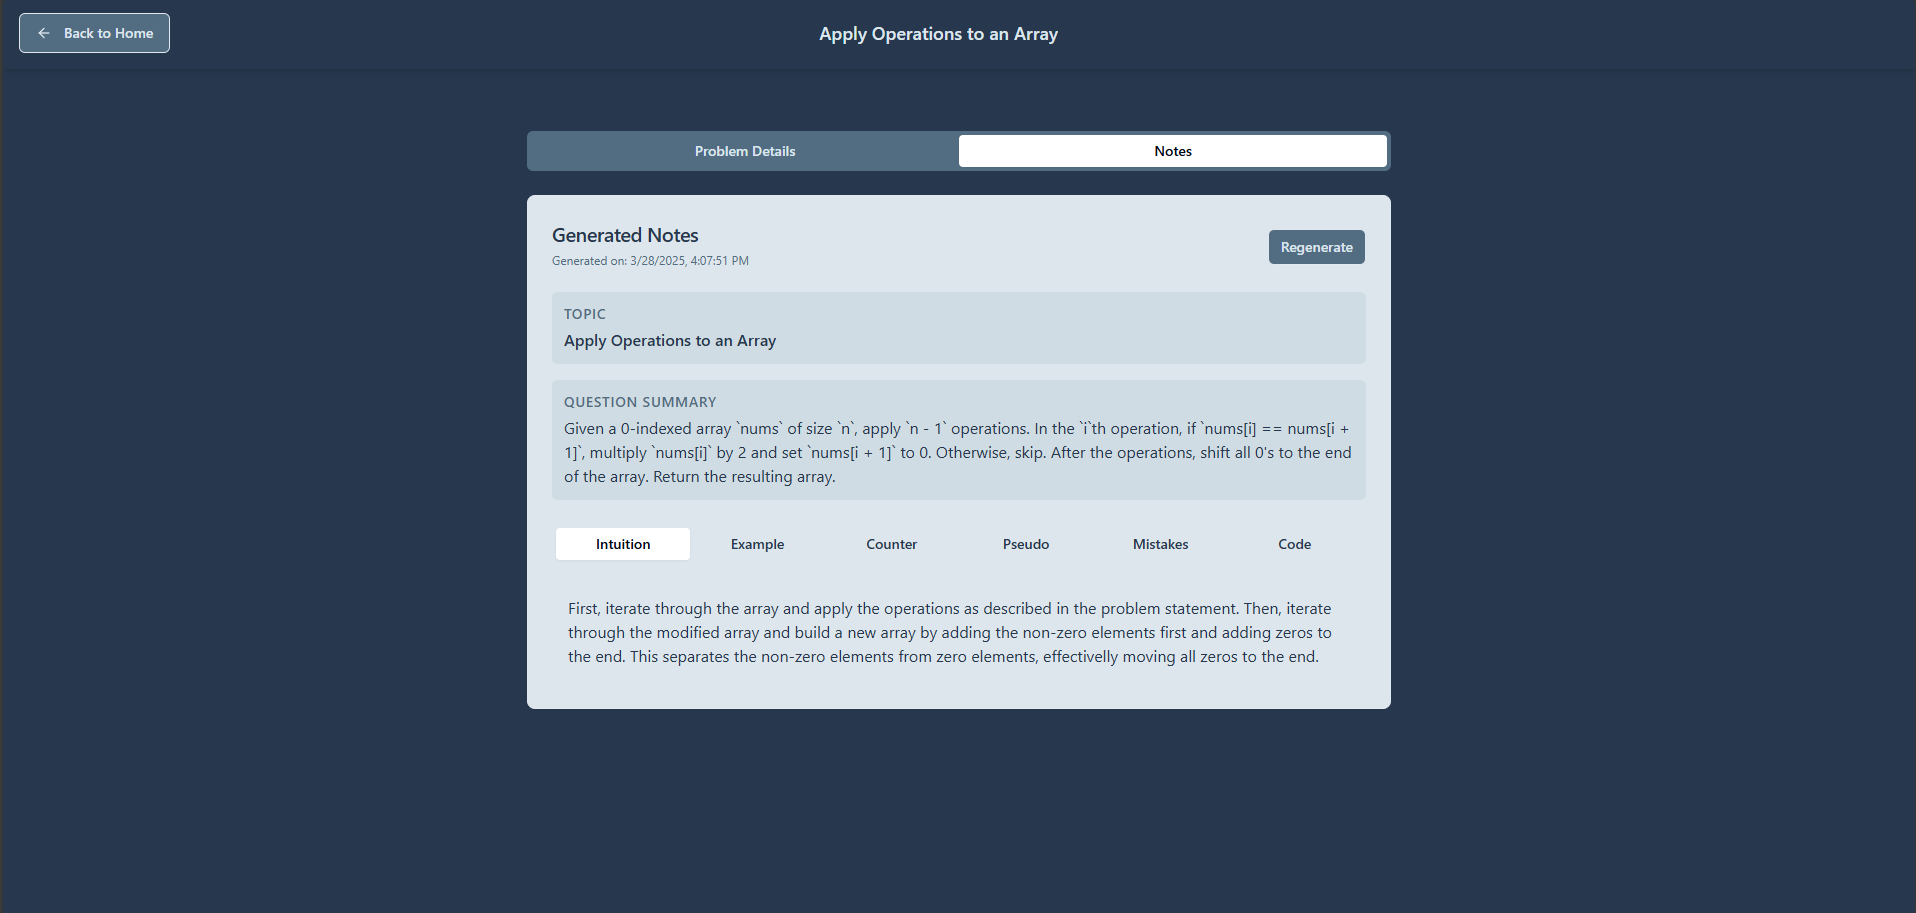 Back to Home
Apply Operations to an Array
Problem Details
Notes
Generated Notes
Generated on: 3/28/2025, 4:07:51 PM
Regenerate
TOPIC
Apply Operations to an Array
QUESTION SUMMARY
Given a 0-indexed array `nums` of size `n`, apply `n - 1` operations. In the `i`th operation, if `nums[i] == nums[i +
1]`, multiply `nums[i]` by 2 and set `nums[i + 1]` to 0. Otherwise, skip. After the operations, shift all 0's to the end
of the array. Return the resulting array.
Intuition
Example
Counter
Pseudo
Mistakes
Code
First, iterate through the array and apply the operations as described in the problem statement. Then, iterate
through the modified array and build a new array by adding the non-zero elements first and adding zeros to
the end. This separates the non-zero elements from zero elements, effectivelly moving all zeros to the end.